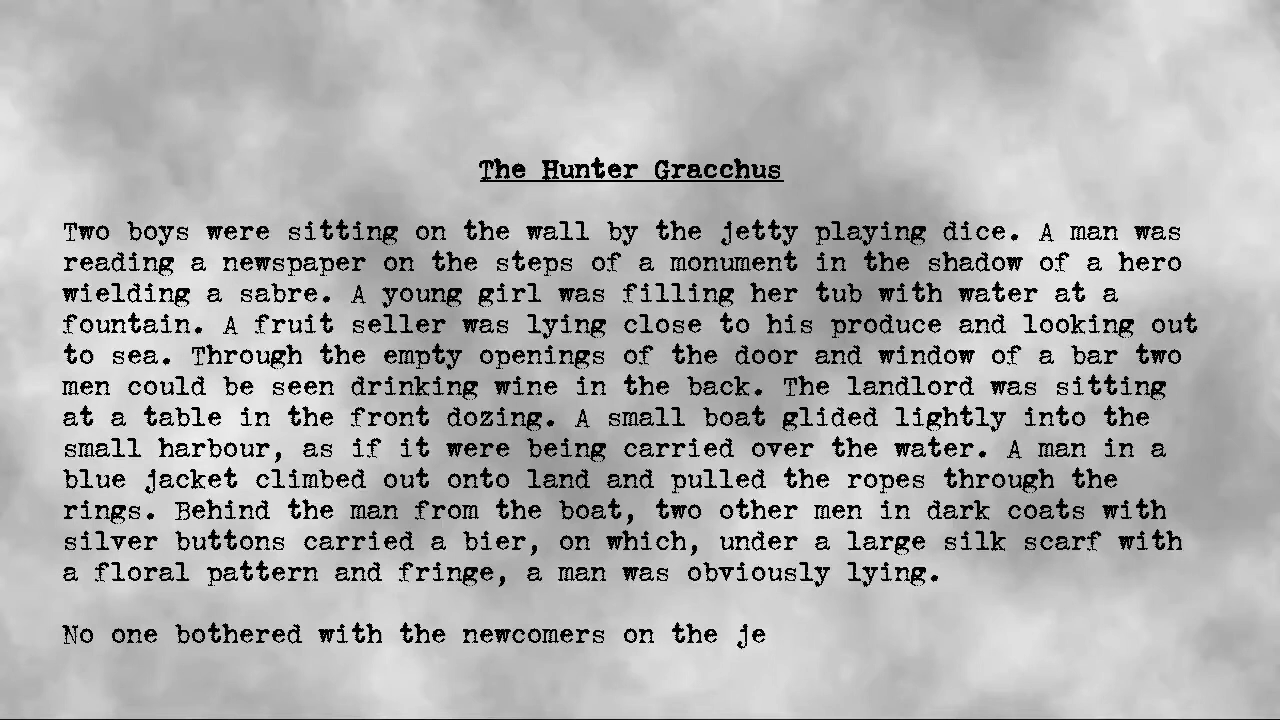 The Hunter Gracchus
Two boys were sitting on the wall by the jetty playing dice. A man was
reading a newspaper on the steps of a monument in the shadow of a hero
wielding a sabre. A young girl was filling her tub with water at a
fountain. A fruit seller was lying close to his produce and looking out
to sea. Through the empty openings of the door and window of a bar two
men could be seen drinking wine in the back. The landlord was sitting
at a table in the front dozing. A small boat glided lightly into the
small harbour, as if it were being carried over the water. A man in a
blue jacket climbed out onto land and pulled the ropes through the
rings. Behind the man from the boat, two other men in dark coats with
silver buttons carried a bier, on which, under a large silk scarf with
a floral pattern and fringe, a man was obviously lying.
No one bothered with the newcomers on the je